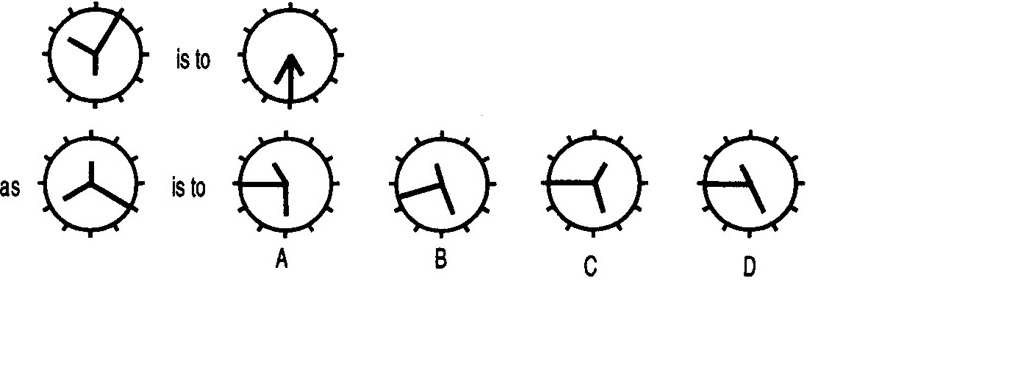 is to
as is to
A B C D